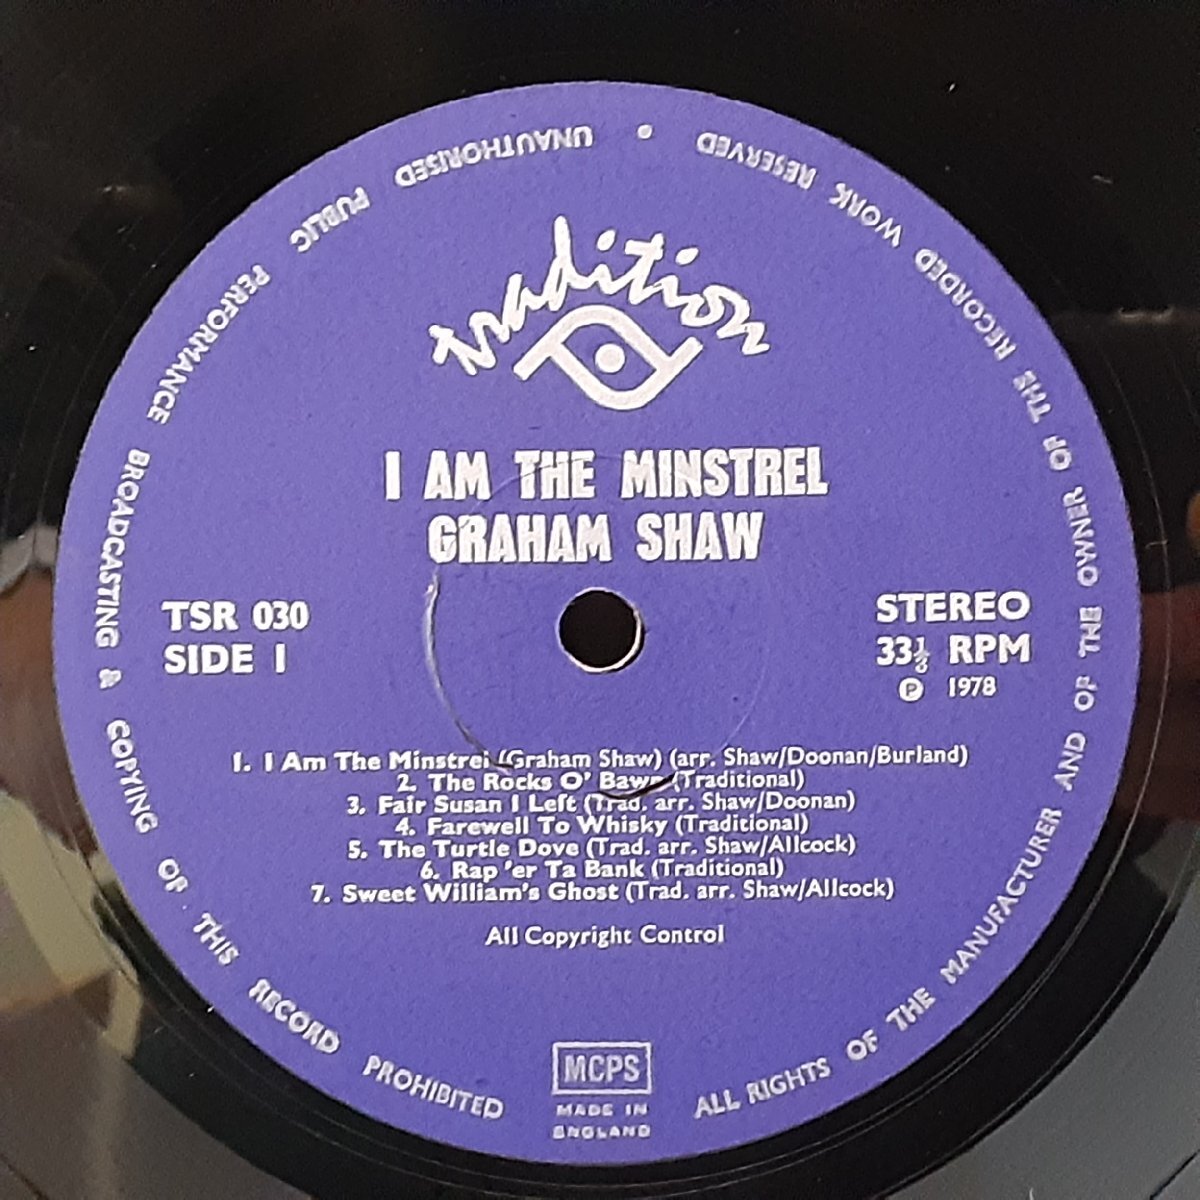 tradition
I AM THE MINSTREL
GRAHAM SHAW
TSR 030
SIDE 1
STEREO
33⅓ RPM
℗ 1978
1. I Am The Minstrel (Graham Shaw) (arr. Shaw/Doonan/Burland)
2. The Rocks O' Bawn (Traditional)
3. Fair Susan I Left (Trad. arr. Shaw/Doonan)
4. Farewell To Whisky (Traditional)
5. The Turtle Dove (Trad. arr. Shaw/Allcock)
6. Rap 'er Ta Bank (Traditional)
7. Sweet William's Ghost (Trad. arr. Shaw/Allcock)
All Copyright Control
MCPS
MADE IN
ENGLAND
ALL RIGHTS OF THE MANUFACTURER AND OF THE OWNER OF THE RECORDED WORK RESERVED • UNAUTHORISED PUBLIC PERFORMANCE BROADCASTING & COPYING OF THIS RECORD PROHIBITED